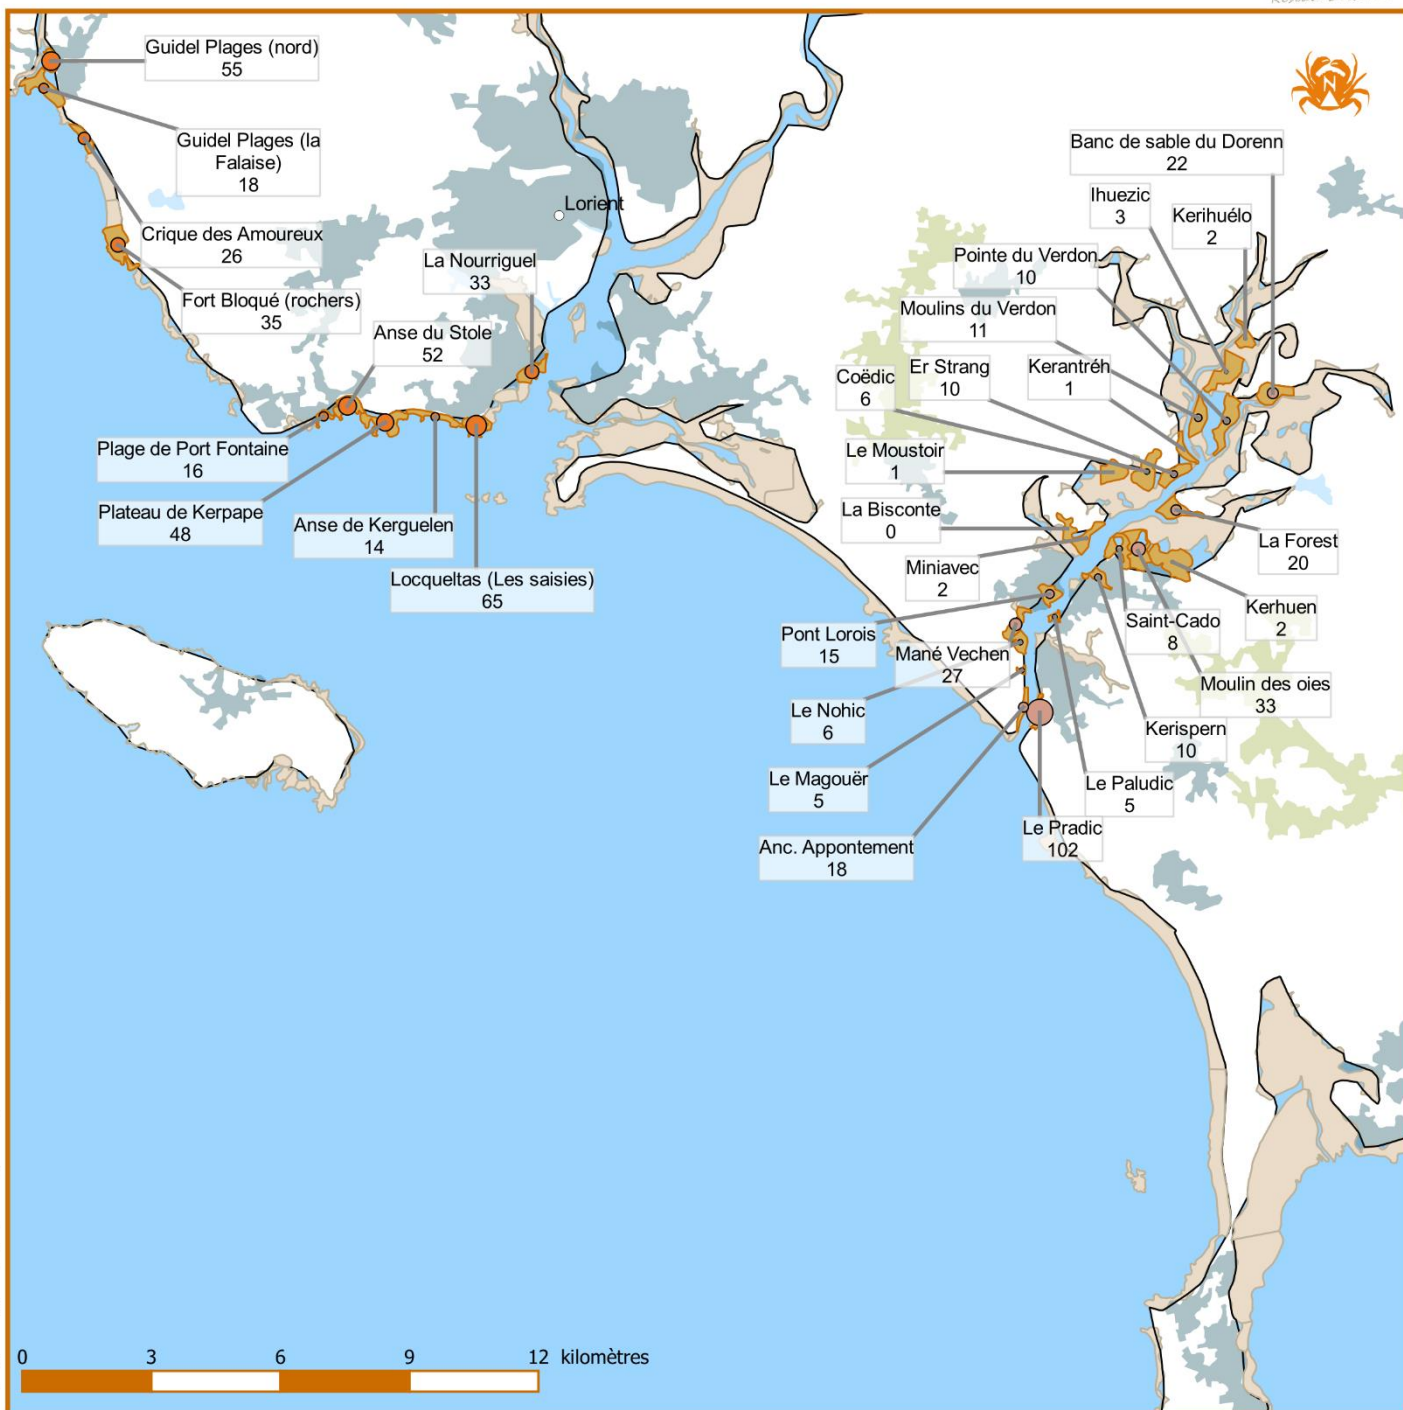 Guidel Plages (nord)
55
Guidel Plages (la
Falaise)
18
Crique des Amoureux
26
Fort Bloqué (rochers)
35
Lorient
La Nourriguel
33
Anse du Stole
52
Plage de Port Fontaine
16
Plateau de Kerpape
48
Anse de Kerguelen
14
Locqueltas (Les saisies)
65
N
Banc de sable du Dorenn
22
Ihuezic
3
Kerihuélo
2
Pointe du Verdon
10
Moulins du Verdon
11
Er Strang
10
Kerantréh
1
Coëdic
6
Le Moustoir
1
La Bisconte
0
Miniavec
2
La Forest
20
Kerhuen
2
Saint-Cado
8
Moulin des oies
33
Kerispern
10
Pont Lorois
15
Mané Vechen
27
Le Nohic
6
Le Magouër
5
Le Paludic
5
Anc. Appontement
18
Le Pradic
102
0 3 6 9 12 kilomètres